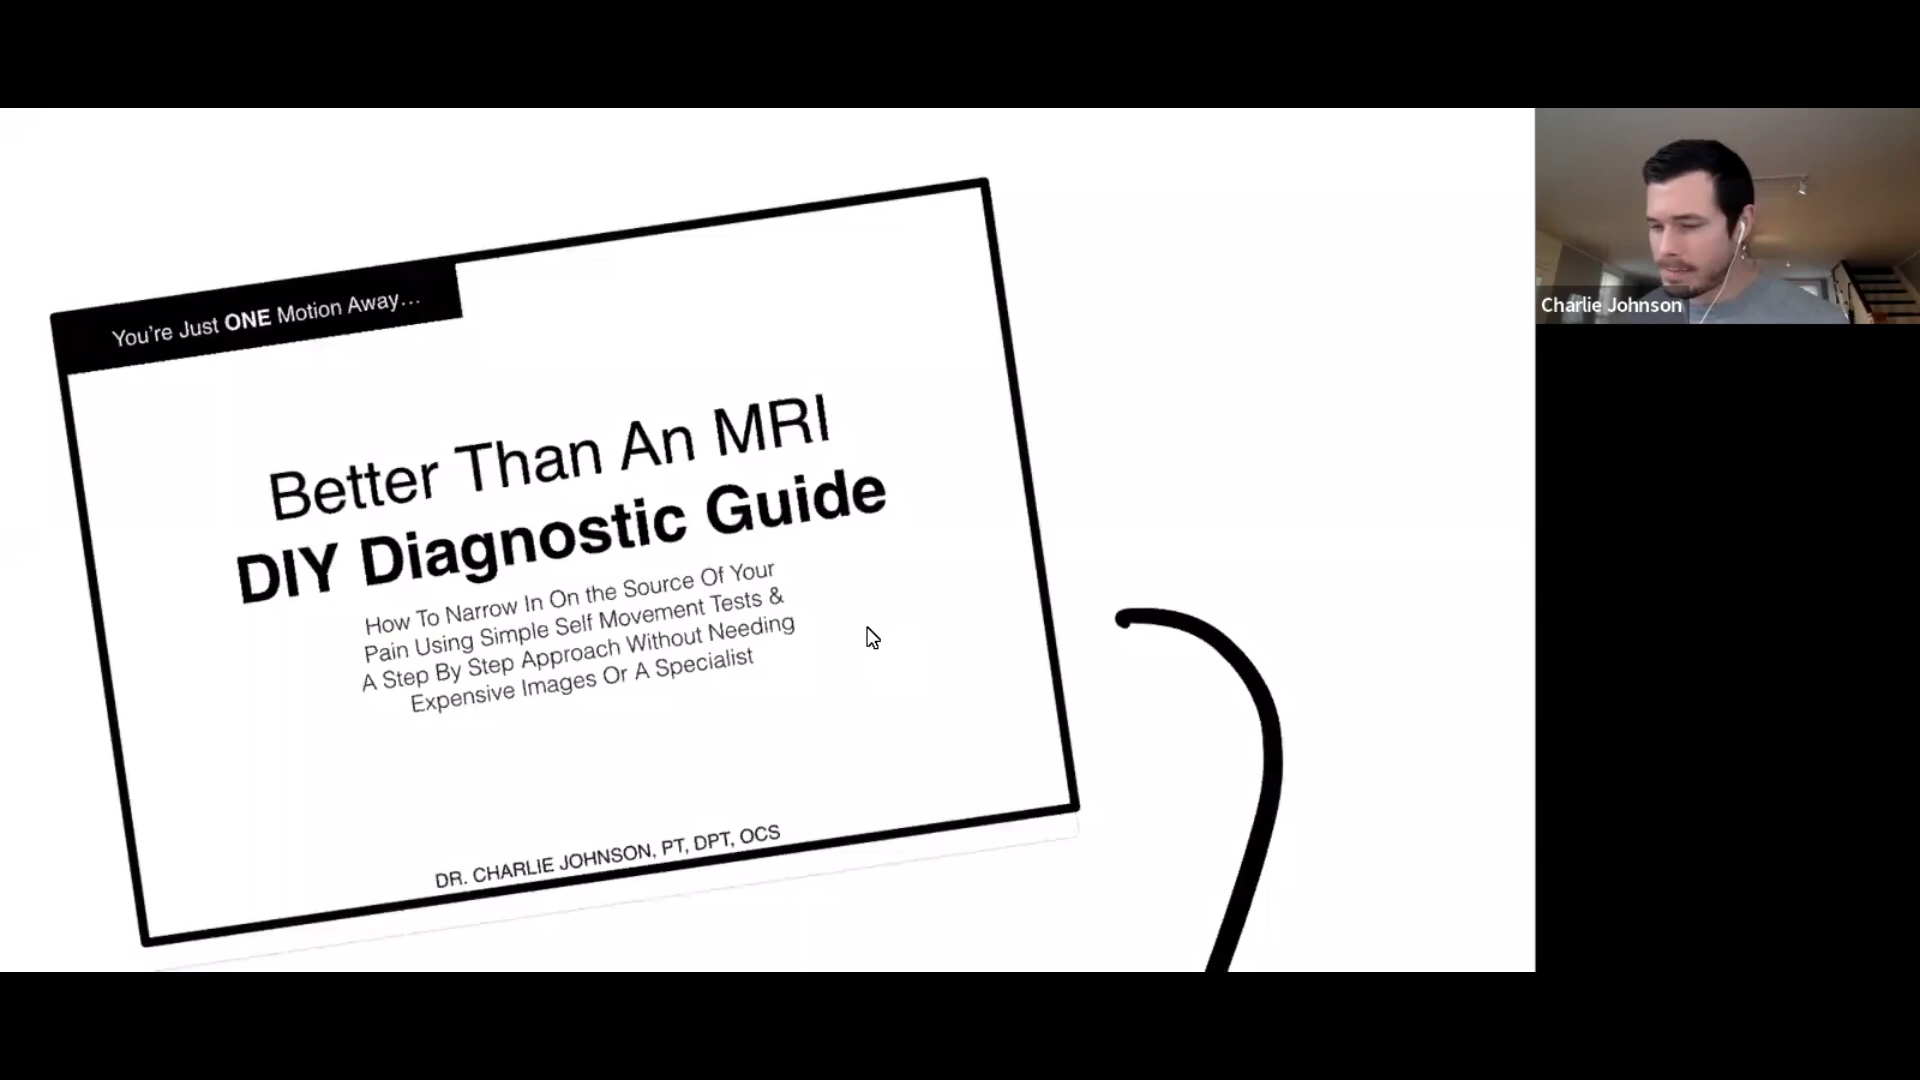 You're Just ONE Motion Away...
Better Than An MRI
DIY Diagnostic Guide
How To Narrow In On the Source Of Your
Pain Using Simple Self Movement Tests &
A Step By Step Approach Without Needing
Expensive Images Or A Specialist
DR. CHARLIE JOHNSON, PT, DPT, OCS
Charlie Johnson